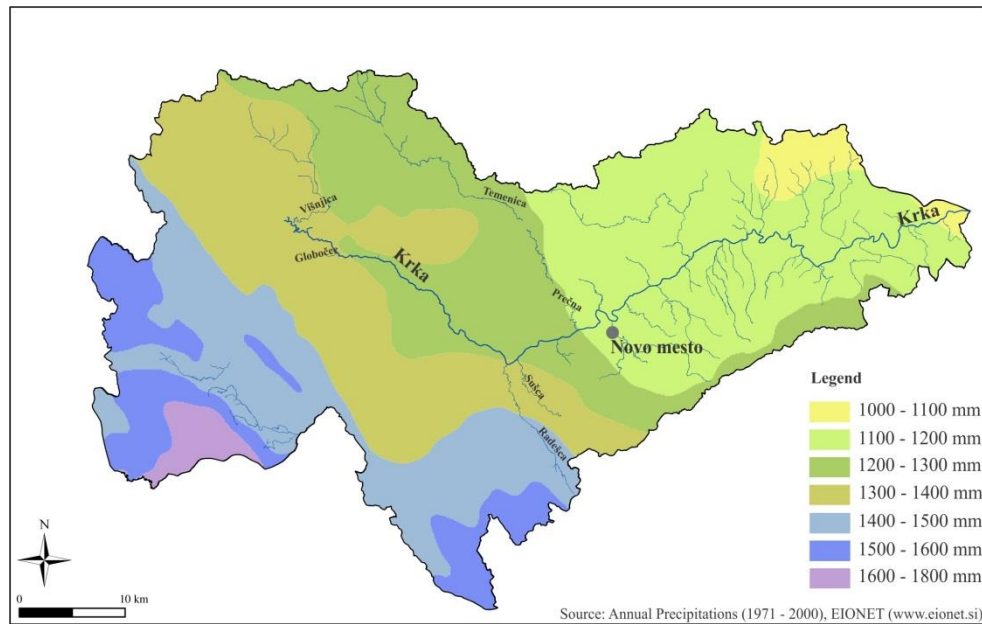 Višnjica
Globočec
Krka
Temenica
Prečna
Krka
Novo mesto
Sušca
Radešca
Legend
1000 - 1100 mm
1100 - 1200 mm
1200 - 1300 mm
1300 - 1400 mm
1400 - 1500 mm
1500 - 1600 mm
1600 - 1800 mm
N
0 10 km
Source: Annual Precipitations (1971 - 2000), EIONET (www.eionet.si)